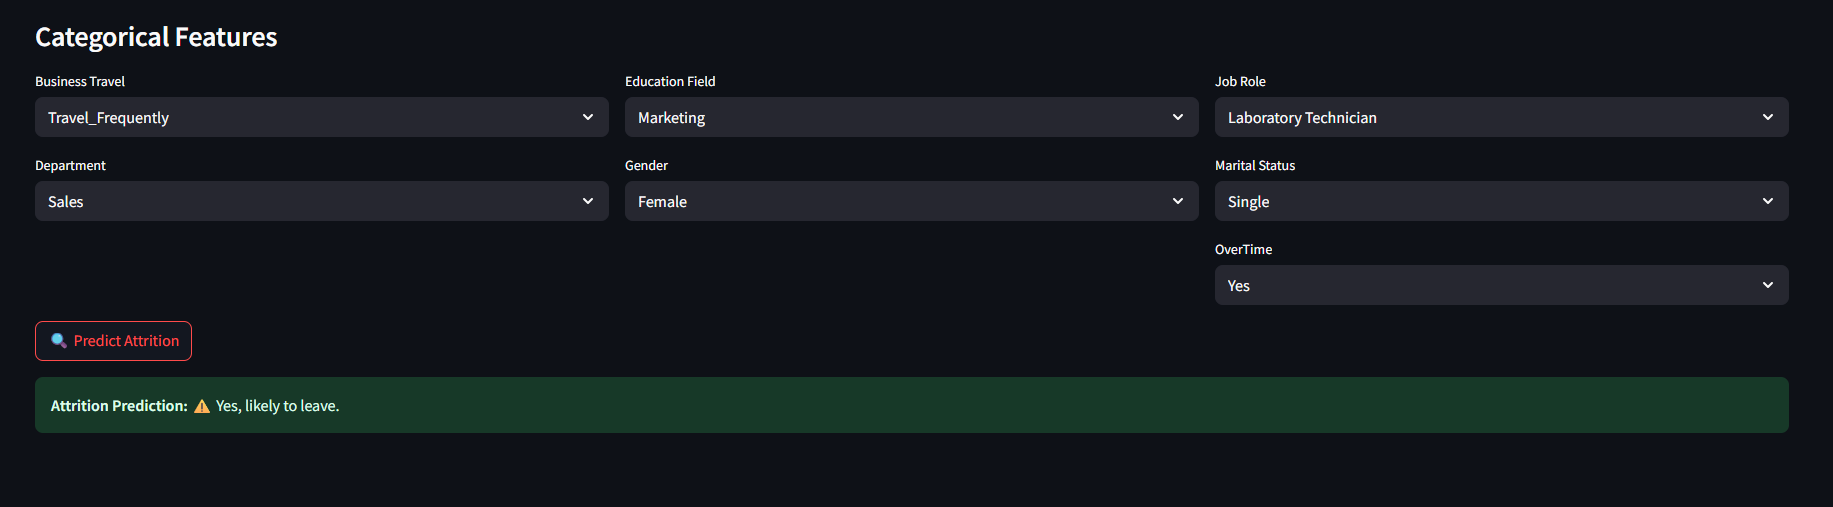 Categorical Features
Business Travel
Travel_Frequently
Education Field
Marketing
Job Role
Laboratory Technician
Department
Sales
Gender
Female
Marital Status
Single
OverTime
Yes
Predict Attrition
Attrition Prediction: ⚠️ Yes, likely to leave.